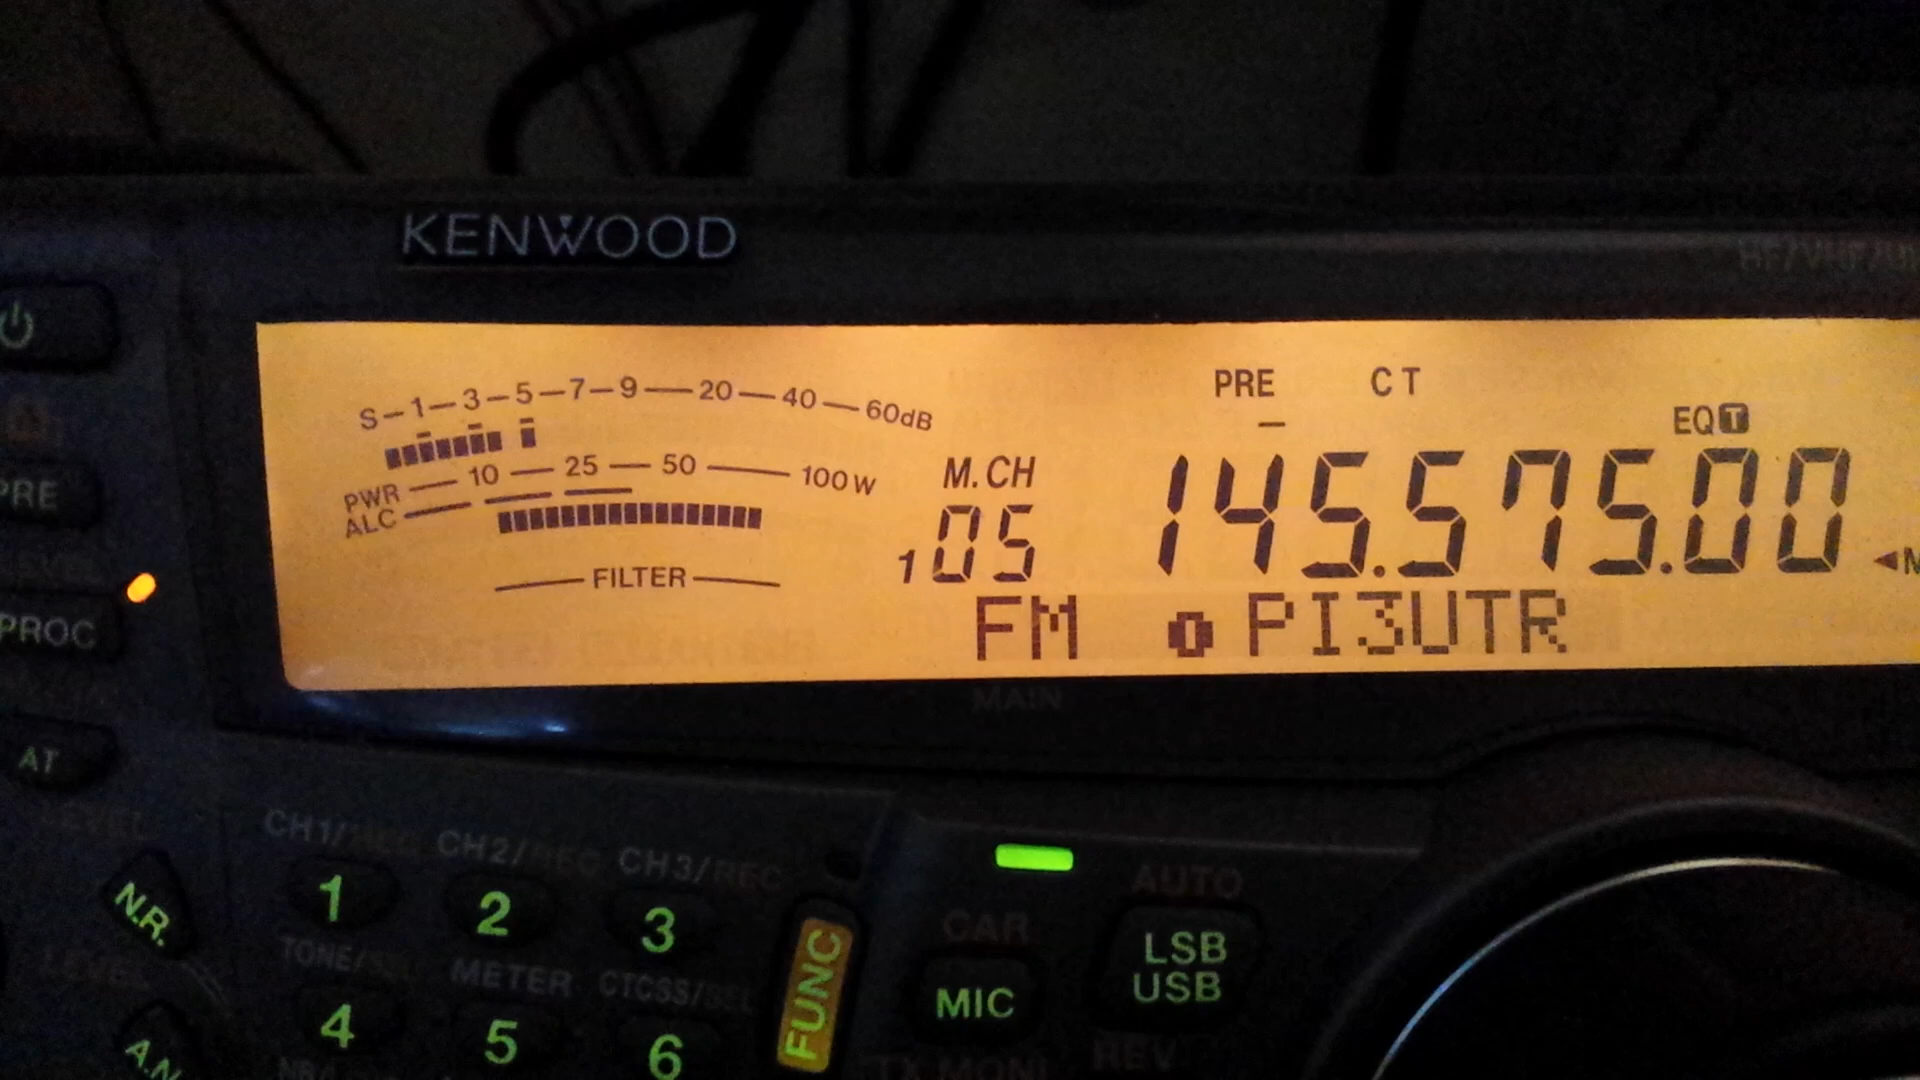 KENWOOD
HF/VHF/U
S-1-3-5-7-9-20-40-60dB
PRE
CT
EQ T
PWR 10 25 50 100W
ALC
M.CH
105
145.575.00
◄M
FILTER
FM
PI3UTR
MAIN
PRE
PROC
AT
LEVEL
N.R.
LEVEL
A.N
CH1/REC
CH2/REC
CH3/REC
1
2
3
TONE/SEL
METER
CTCSS/SEL
4
5
6
FUNC
CAR
MIC
TX MONI
AUTO
LSB
USB
REV